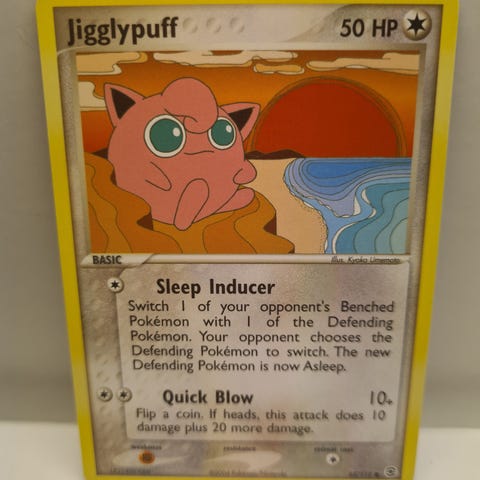 Jigglypuff 50 HP
BASIC
Illus. Kyoko Umemoto
Sleep Inducer
Switch 1 of your opponent's Benched
Pokémon with 1 of the Defending
Pokémon. Your opponent chooses the
Defending Pokémon to switch. The new
Defending Pokémon is now Asleep.
Quick Blow 10+
Flip a coin. If heads, this attack does 10
damage plus 20 more damage.
weakness resistance retreat cost